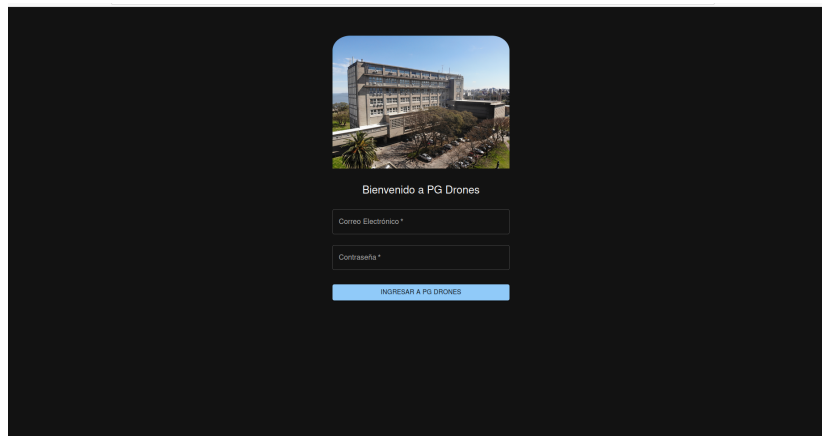 Bienvenido a PG Drones
Correo Electrónico *
Contraseña *
INGRESAR A PG DRONES